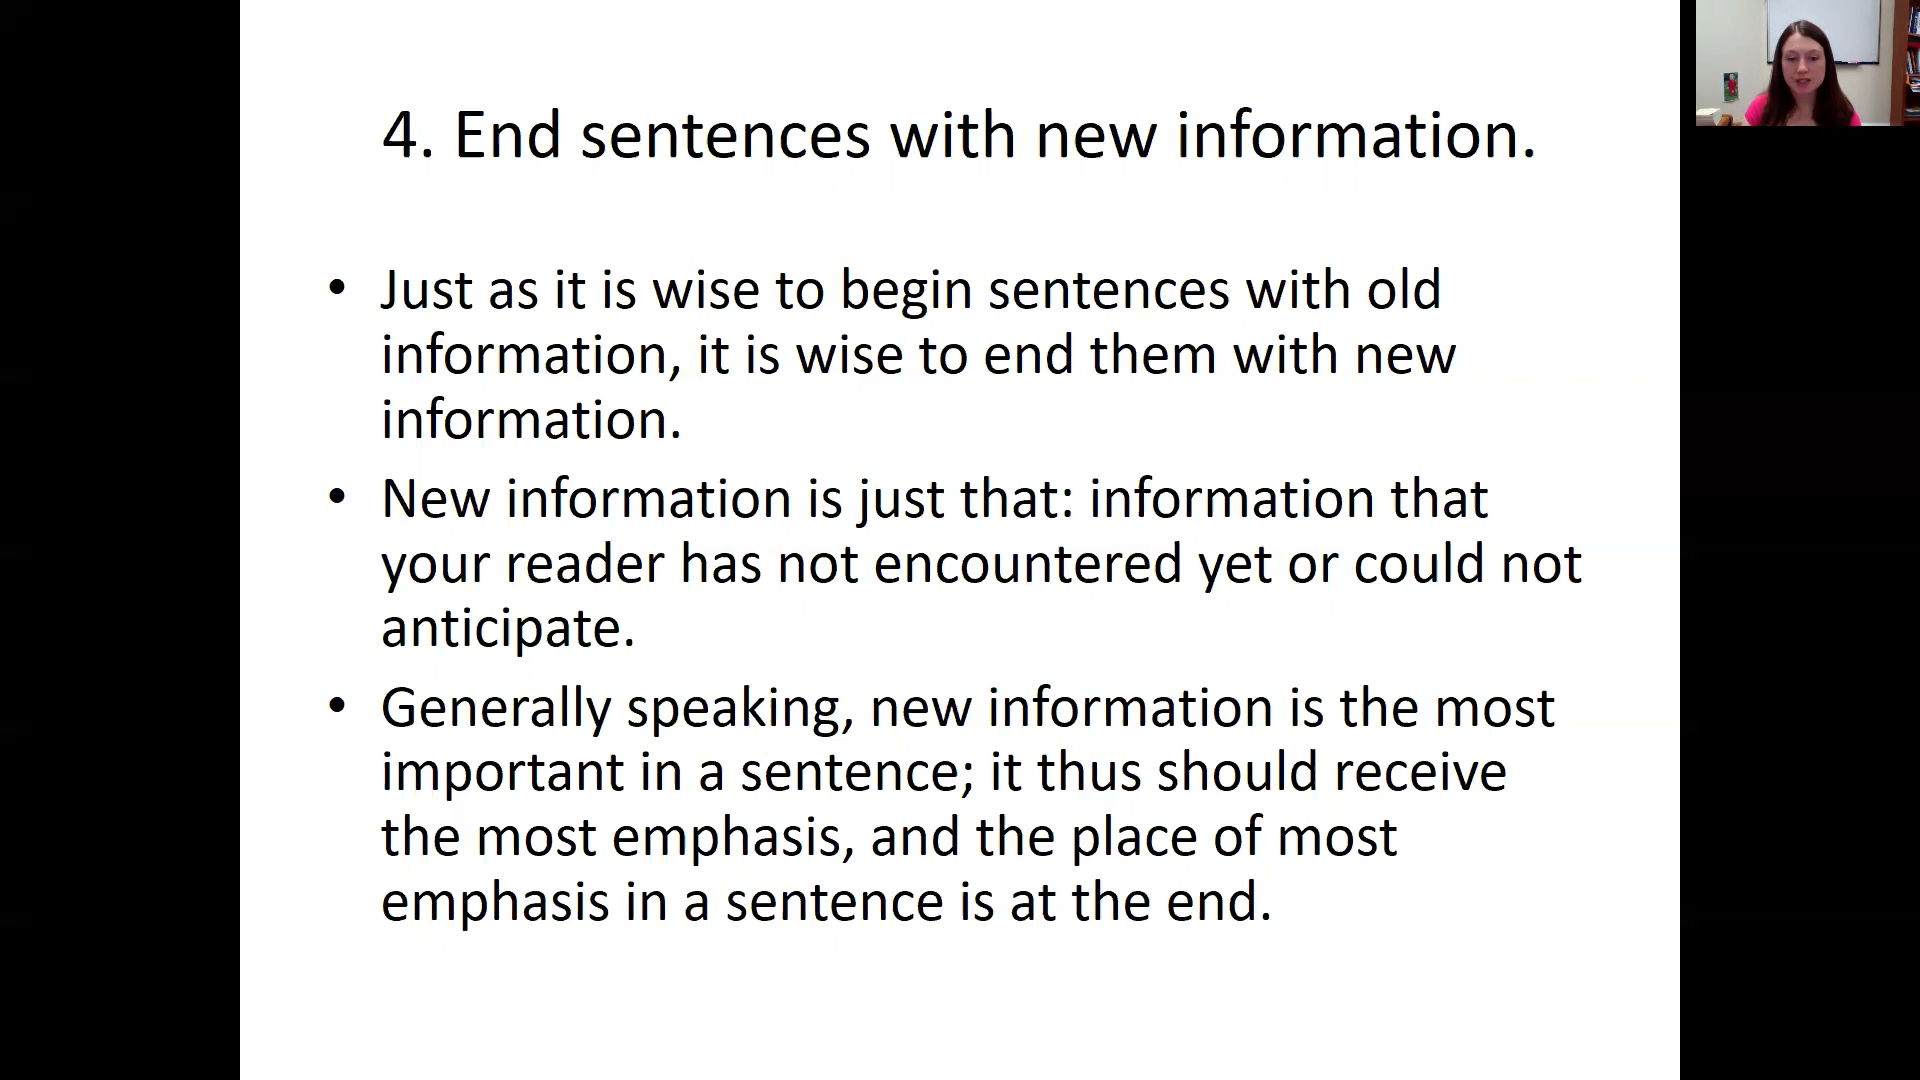 4. End sentences with new information.
• Just as it is wise to begin sentences with old
information, it is wise to end them with new
information.
• New information is just that: information that
your reader has not encountered yet or could not
anticipate.
• Generally speaking, new information is the most
important in a sentence; it thus should receive
the most emphasis, and the place of most
emphasis in a sentence is at the end.